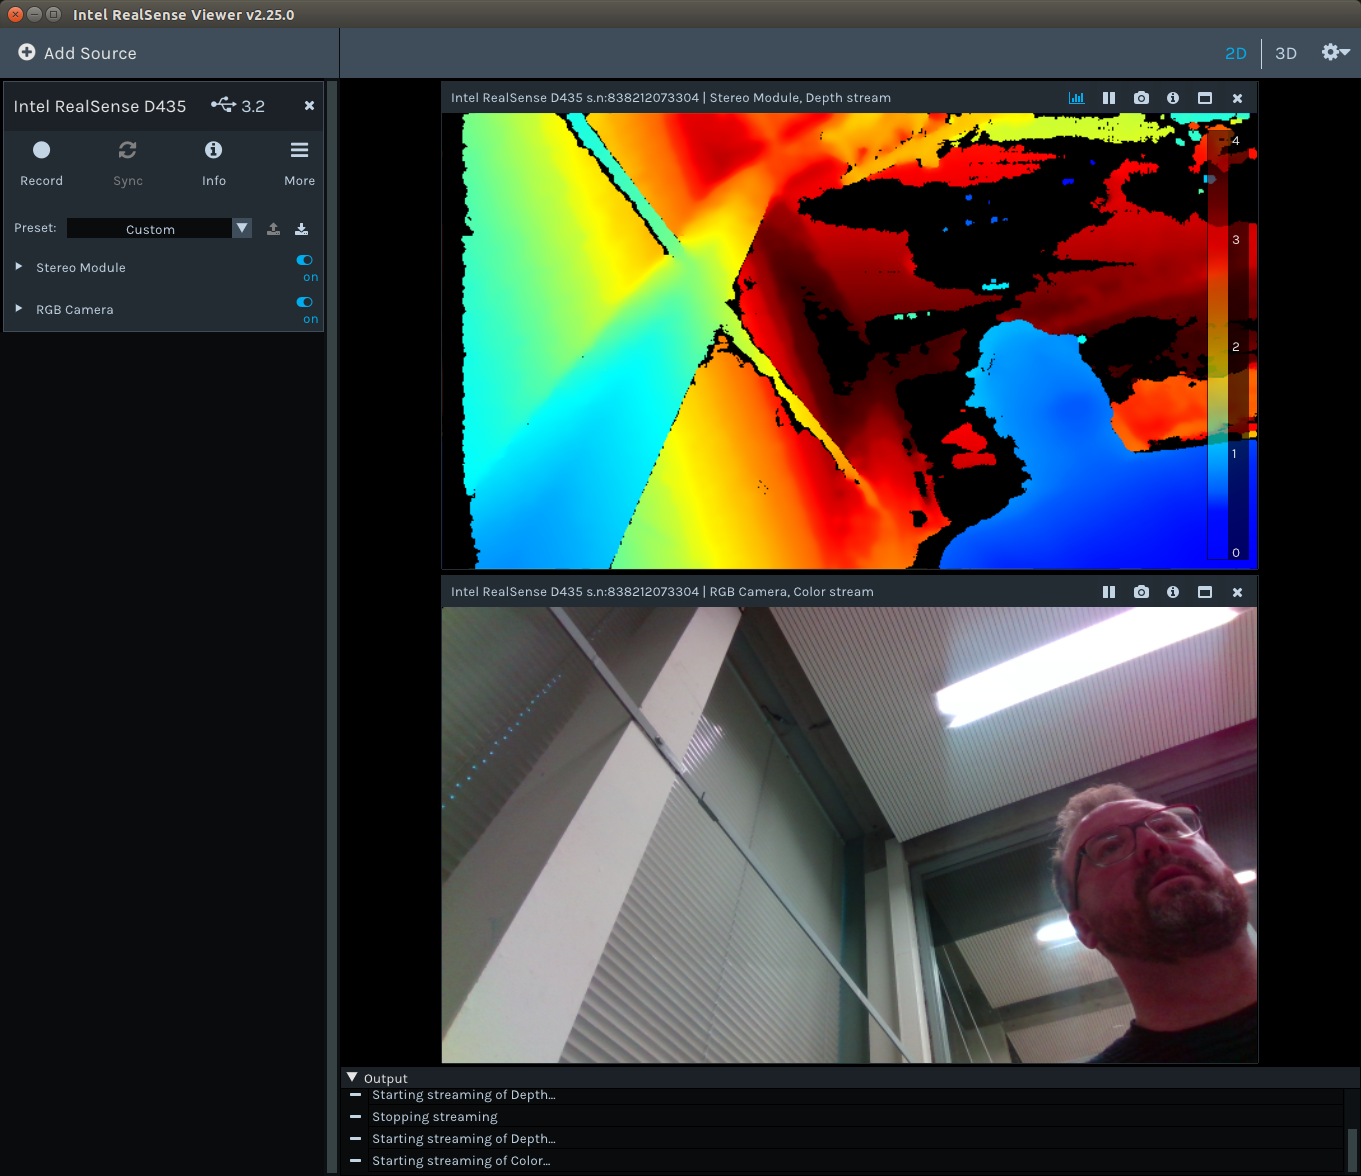 Intel RealSense Viewer v2.25.0
Add Source
2D
3D
Intel RealSense D435
3.2
Record
Sync
Info
More
Preset:
Custom
Stereo Module
on
RGB Camera
on
Intel RealSense D435 s.n:838212073304 | Stereo Module, Depth stream
4
3
2
1
0
Intel RealSense D435 s.n:838212073304 | RGB Camera, Color stream
Output
Starting streaming of Depth...
Stopping streaming
Starting streaming of Depth...
Starting streaming of Color...